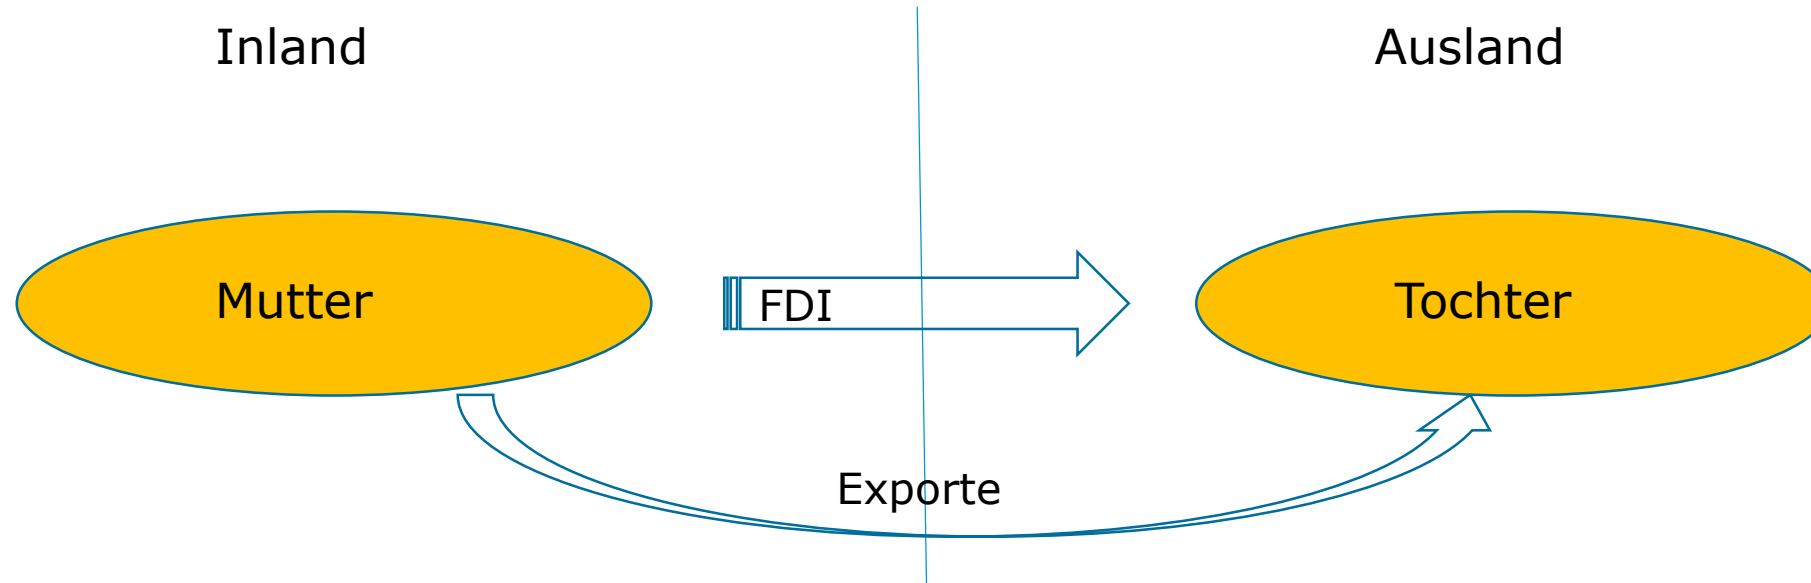 Inland
Ausland
Mutter
FDI
Tochter
Exporte